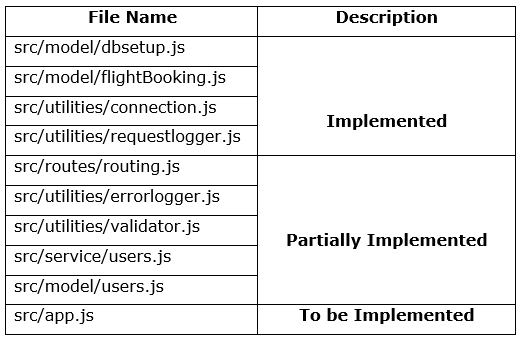 File Name Description
src/model/dbsetup.js
src/model/flightBooking.js
src/utilities/connection.js
Implemented
src/utilities/requestlogger.js
src/routes/routing.js
src/utilities/errorlogger.js
src/utilities/validator.js
Partially Implemented
src/service/users.js
src/model/users.js
src/app.js To be Implemented